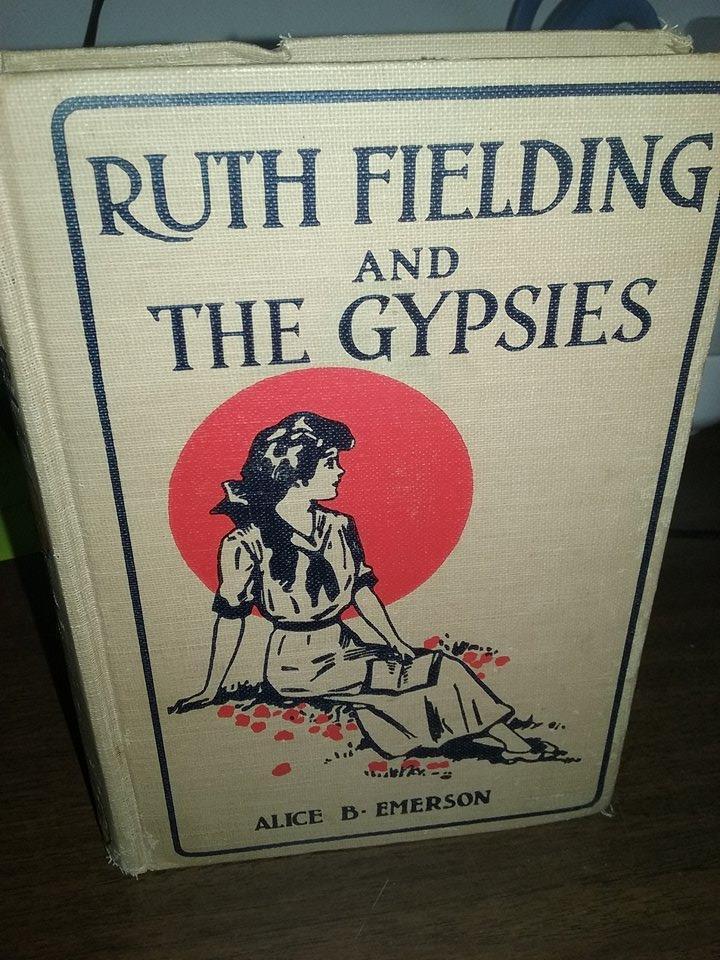 RUTH FIELDING
AND
THE GYPSIES
ALICE B. EMERSON